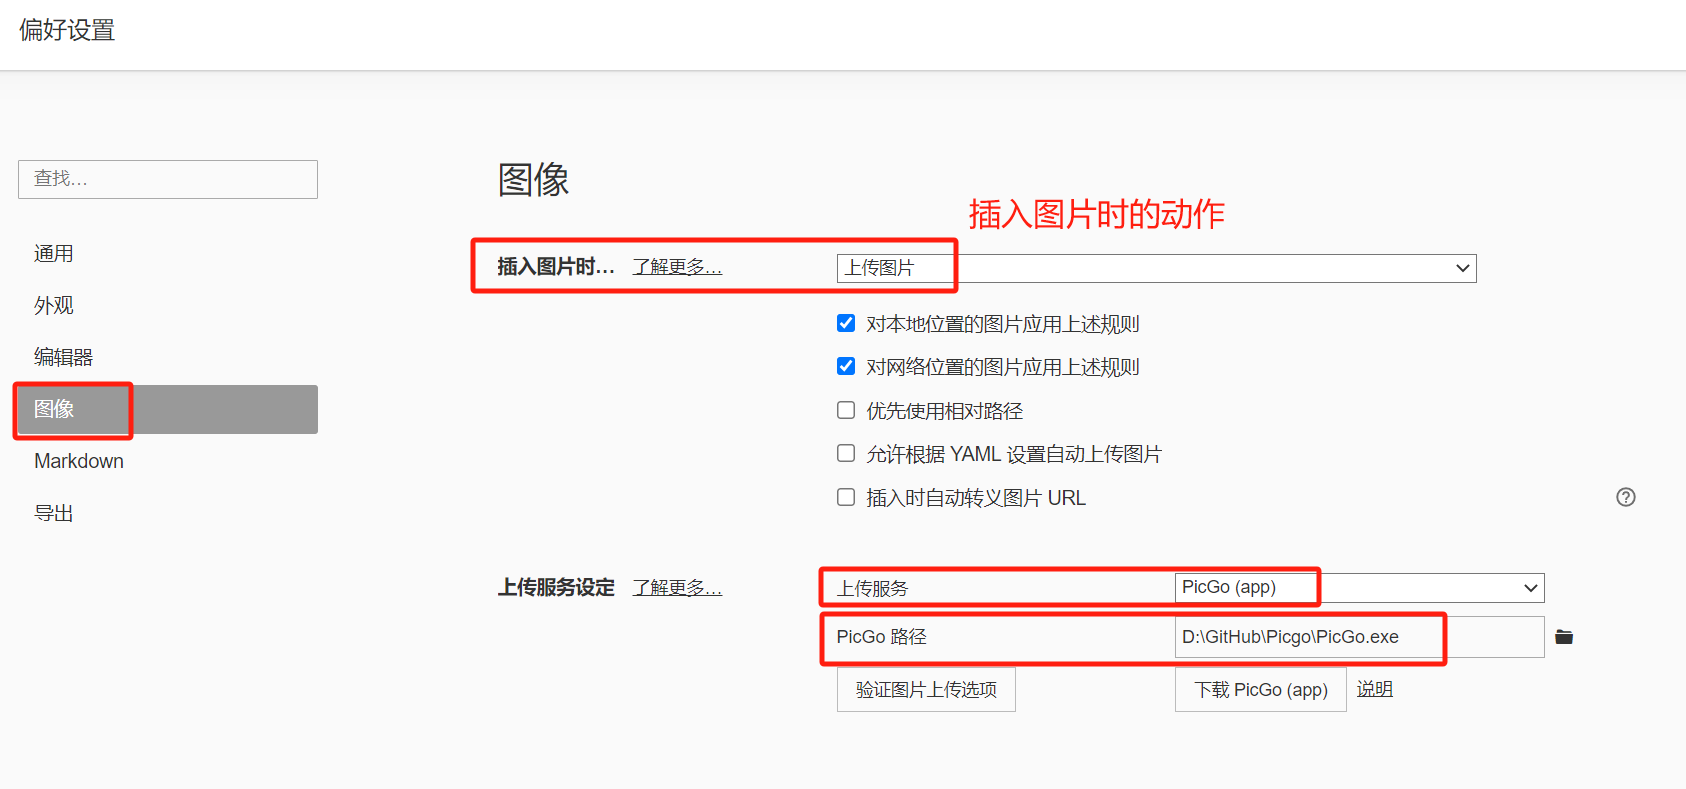 偏好设置
查找…
通用
外观
编辑器
图像
Markdown
导出
图像
插入图片时的动作
插入图片时… 了解更多… 上传图片
对本地位置的图片应用上述规则
对网络位置的图片应用上述规则
优先使用相对路径
允许根据 YAML 设置自动上传图片
插入时自动转义图片 URL
上传服务设定 了解更多… 上传服务 PicGo (app)
PicGo 路径 D:\GitHub\Picgo\PicGo.exe
验证图片上传选项 下载 PicGo (app) 说明